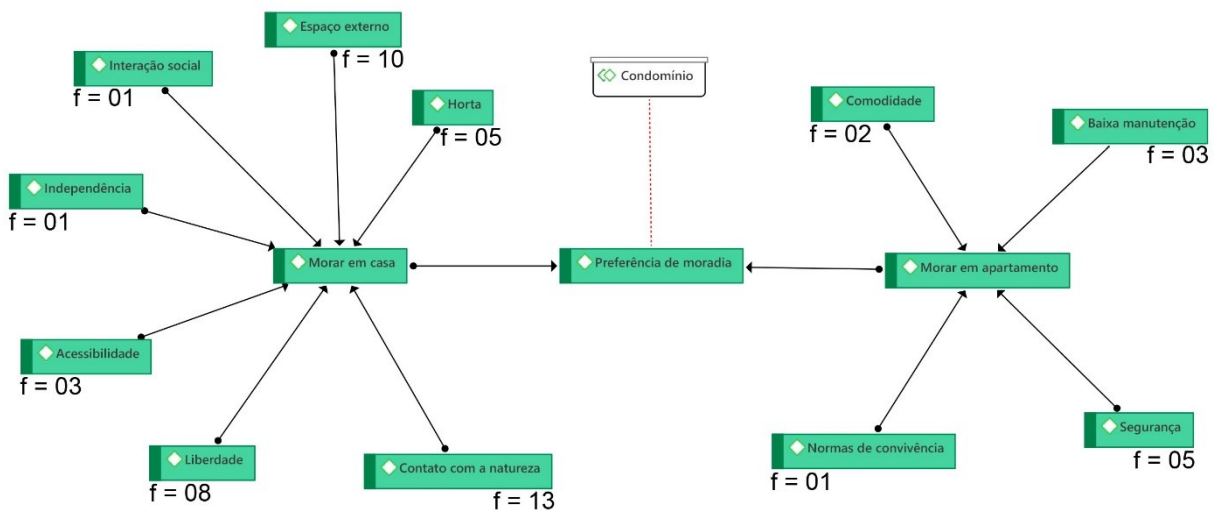 Espaço externo
f = 10
Interação social
f = 01
Condomínio
Horta
f = 05
Comodidade
f = 02
Baixa manutenção
f = 03
Independência
f = 01
Morar em casa
Preferência de moradia
Morar em apartamento
Acessibilidade
f = 03
Liberdade
f = 08
Contato com a natureza
f = 13
Normas de convivência
f = 01
Segurança
f = 05